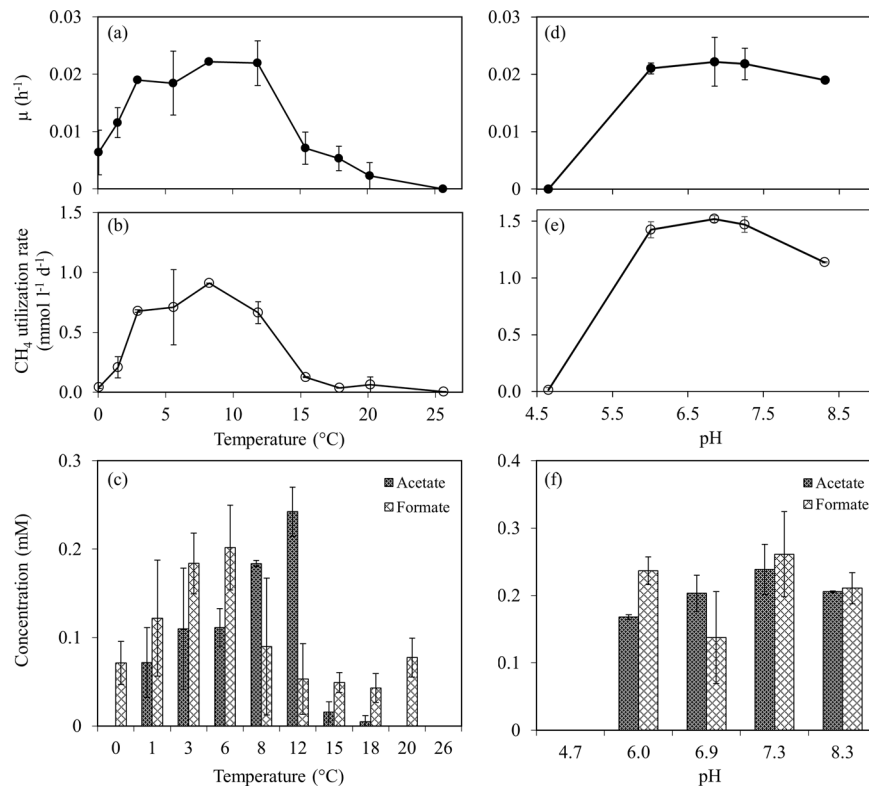 (a)
0.03
0.02
0.01
0
μ (h⁻¹)
(b)
1.5
1.0
0.5
0.0
CH₄ utilization rate
(mmol l⁻¹ d⁻¹)
0 5 10 15 20 25
Temperature (°C)
(c)
Acetate
Formate
0.3
0.2
0.1
0
Concentration (mM)
0 1 3 6 8 12 15 18 20 26
Temperature (°C)
(d)
0.03
0.02
0.01
0
(e)
1.5
1.0
0.5
0.0
4.5 5.5 6.5 7.5 8.5
pH
(f)
Acetate
Formate
0.4
0.3
0.2
0.1
0
4.7 6.0 6.9 7.3 8.3
pH